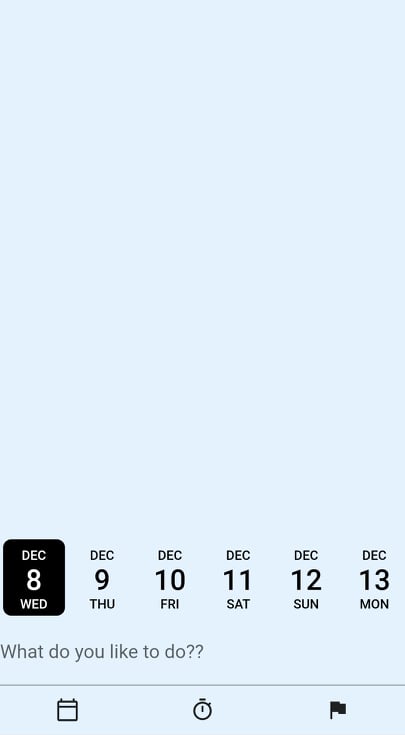 DEC DEC DEC DEC DEC DEC
8 9 10 11 12 13
WED THU FRI SAT SUN MON
What do you like to do??